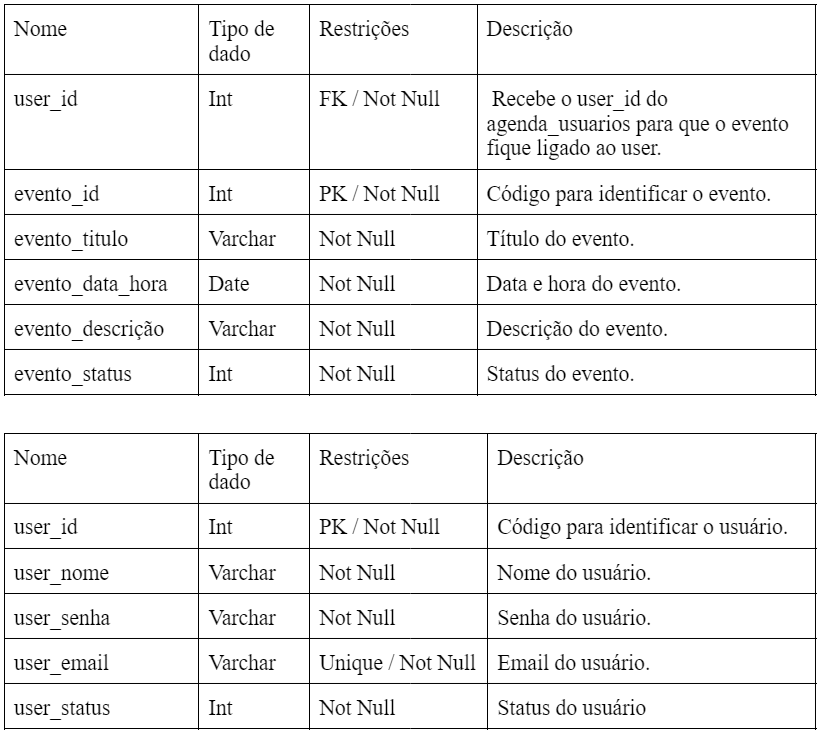 Nome Tipo de dado Restrições Descrição
user_id Int FK / Not Null Recebe o user_id do agenda_usuarios para que o evento fique ligado ao user.
evento_id Int PK / Not Null Código para identificar o evento.
evento_titulo Varchar Not Null Título do evento.
evento_data_hora Date Not Null Data e hora do evento.
evento_descrição Varchar Not Null Descrição do evento.
evento_status Int Not Null Status do evento.
Nome Tipo de dado Restrições Descrição
user_id Int PK / Not Null Código para identificar o usuário.
user_nome Varchar Not Null Nome do usuário.
user_senha Varchar Not Null Senha do usuário.
user_email Varchar Unique / Not Null Email do usuário.
user_status Int Not Null Status do usuário